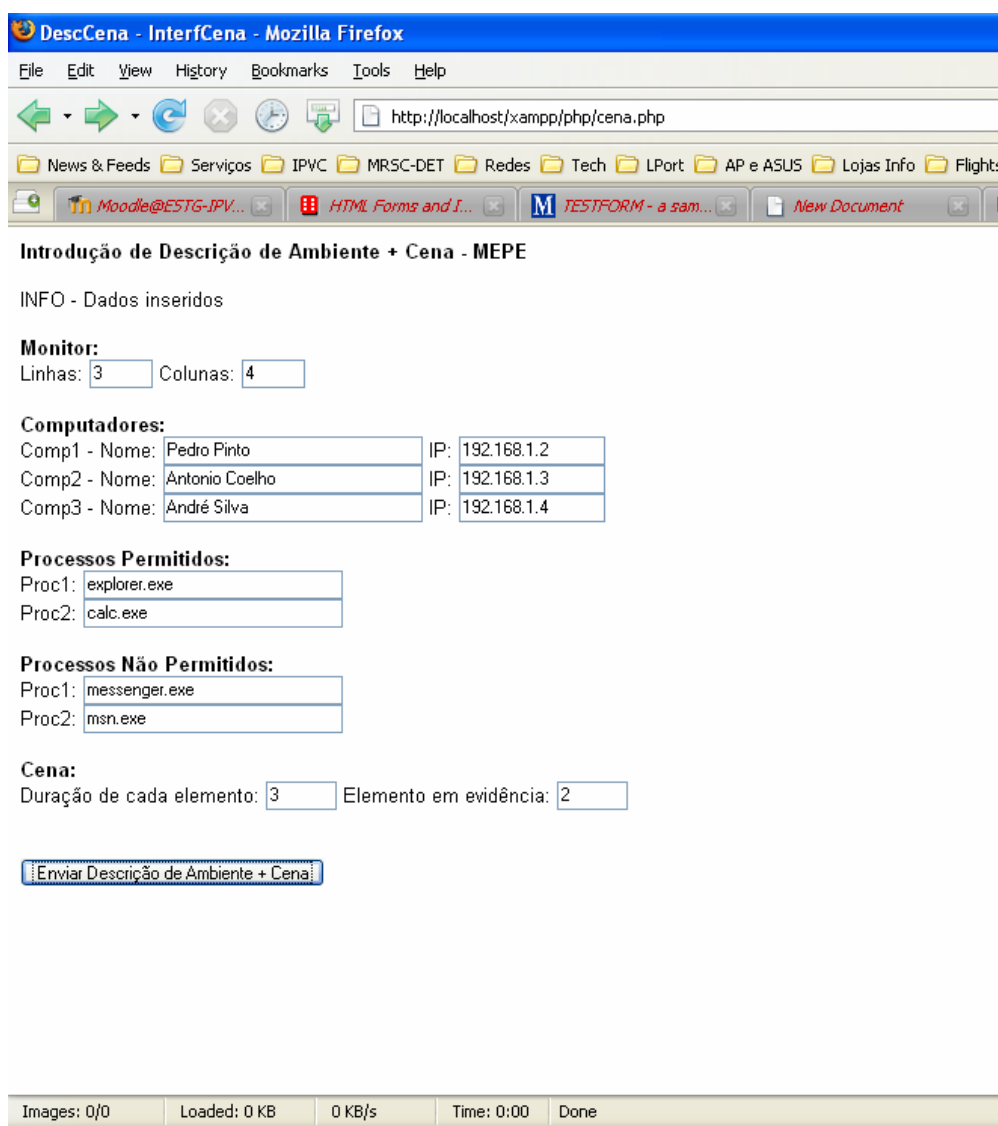 DescCena - InterfCena - Mozilla Firefox
File Edit View History Bookmarks Tools Help
http://localhost/xampp/php/cena.php
News & Feeds Serviços IPVC MRSC-DET Redes Tech LPort AP e ASUS Lojas Info Flights
Moodle@ESTG-IPV... HTML Forms and I... M TESTFORM - a sam... New Document
Introdução de Descrição de Ambiente + Cena - MEPE
INFO - Dados inseridos
Monitor:
Linhas: 3 Colunas: 4
Computadores:
Comp1 - Nome: Pedro Pinto IP: 192.168.1.2
Comp2 - Nome: Antonio Coelho IP: 192.168.1.3
Comp3 - Nome: André Silva IP: 192.168.1.4
Processos Permitidos:
Proc1: explorer.exe
Proc2: calc.exe
Processos Não Permitidos:
Proc1: messenger.exe
Proc2: msn.exe
Cena:
Duração de cada elemento: 3 Elemento em evidência: 2
Enviar Descrição de Ambiente + Cena
Images: 0/0 Loaded: 0 KB 0 KB/s Time: 0:00 Done